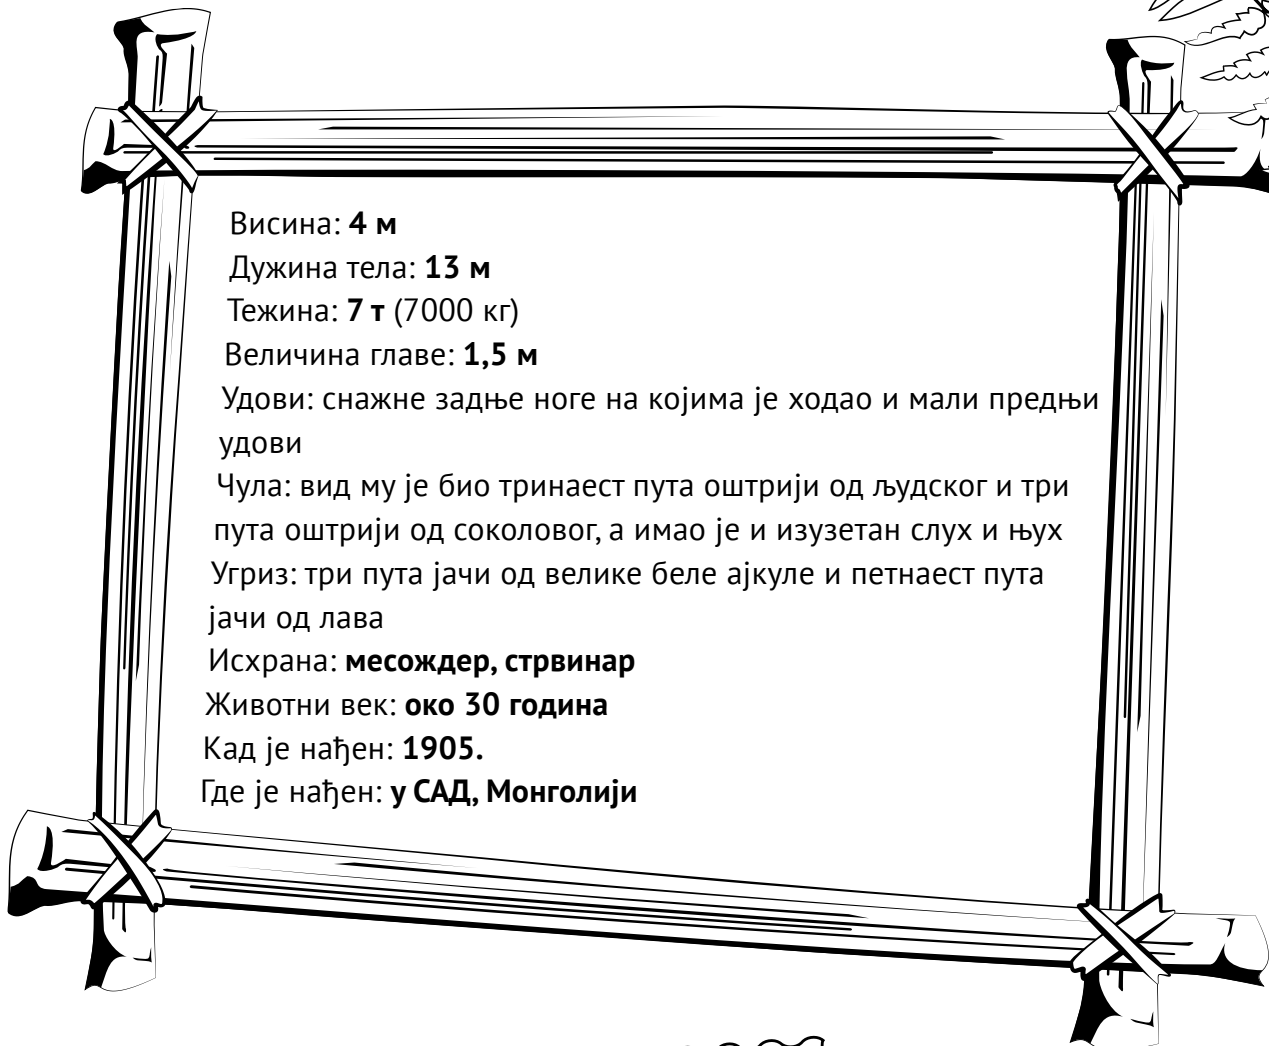 Висина: 4 м
Дужина тела: 13 м
Тежина: 7 т (7000 кг)
Величина главе: 1,5 м
Удови: снажне задње ноге на којима је ходао и мали предњи
удови
Чула: вид му је био тринаест пута оштрији од људског и три
пута оштрији од соколовог, а имао је и изузетан слух и њух
Угриз: три пута јачи од велике беле ајкуле и петнаест пута
јачи од лава
Исхрана: месождер, стрвинар
Животни век: око 30 година
Кад је нађен: 1905.
Где је нађен: у САД, Монголији